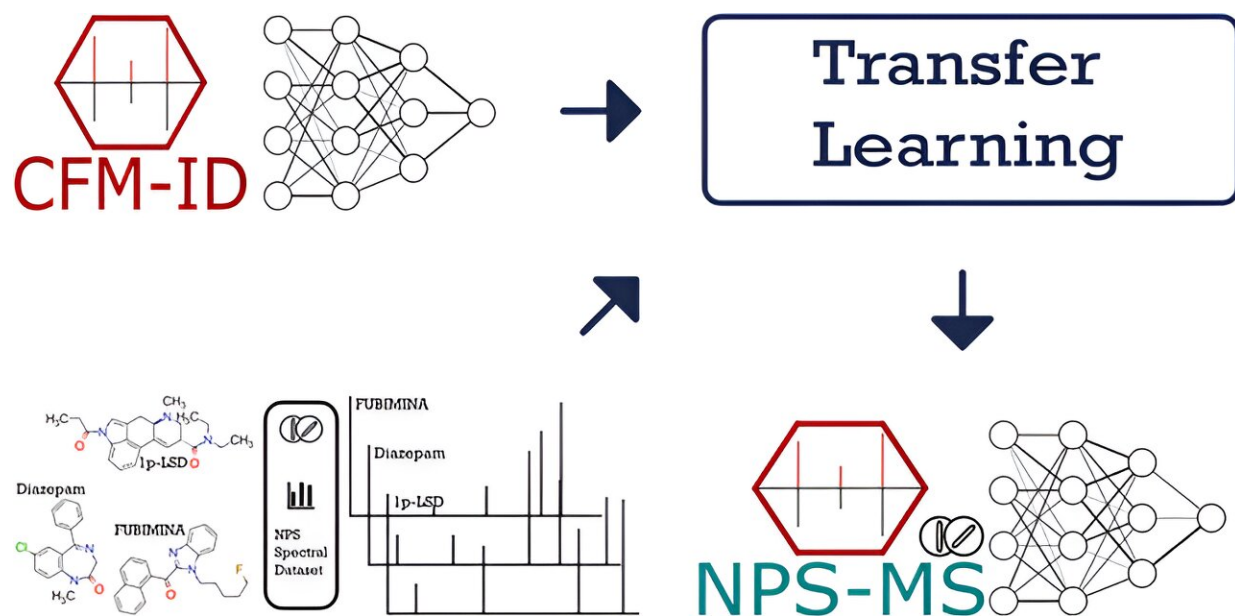 CFM-ID
Transfer
Learning
CH₃
H₃C
N
N
H₃C
N
CH₃
O
O
1p-LSD
Diazepam
Cl
N
N
H₃C
O
FUBIMINA
N
N
F
O
NPS
Spectral
Dataset
FUBIMINA
Diazepam
1p-LSD
NPS-MS